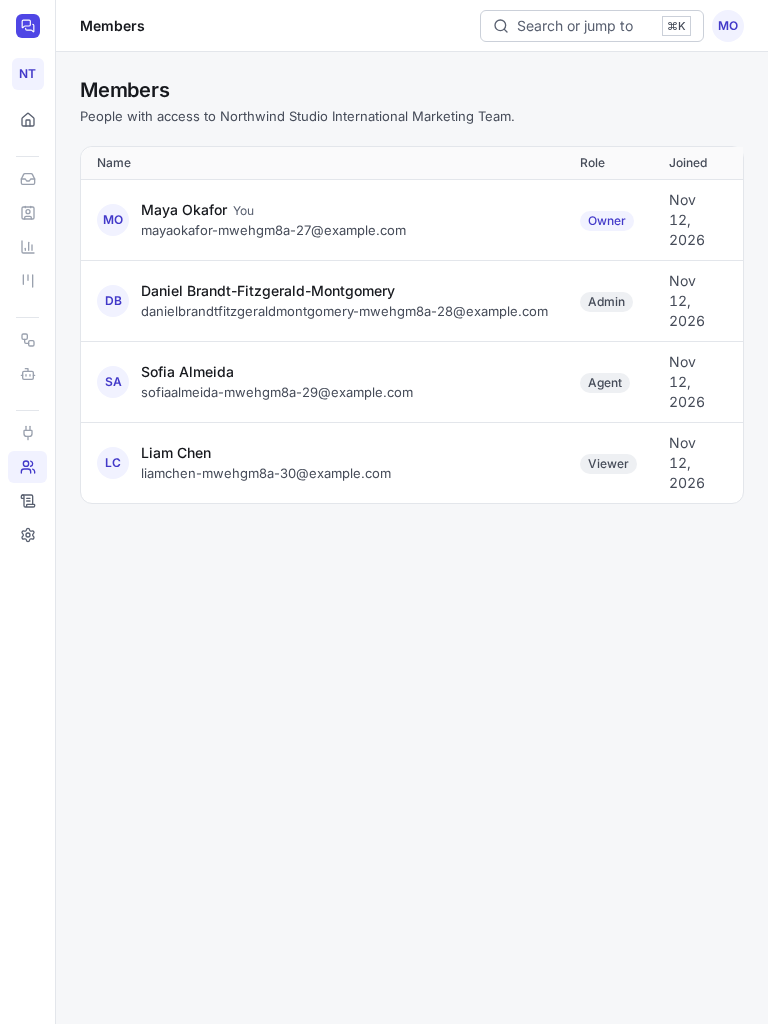 Members
Search or jump to
⌘K
MO
NT
Members
People with access to Northwind Studio International Marketing Team.
Name Role Joined
MO
Maya Okafor You
mayaokafor-mwehgm8a-27@example.com
Owner
Nov
12,
2026
DB
Daniel Brandt-Fitzgerald-Montgomery
danielbrandtfitzgeraldmontgomery-mwehgm8a-28@example.com
Admin
Nov
12,
2026
SA
Sofia Almeida
sofiaalmeida-mwehgm8a-29@example.com
Agent
Nov
12,
2026
LC
Liam Chen
liamchen-mwehgm8a-30@example.com
Viewer
Nov
12,
2026